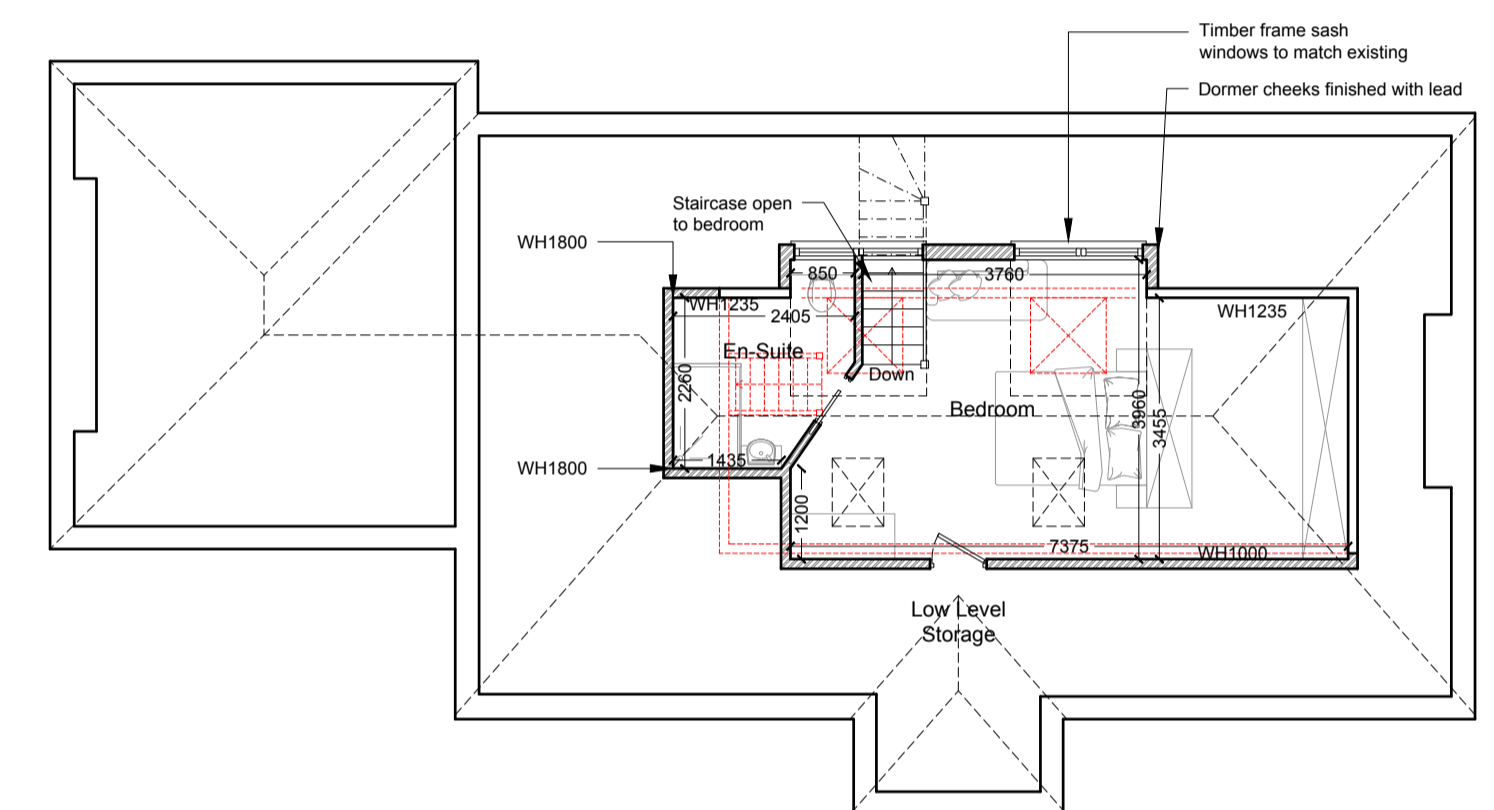 Timber frame sash
windows to match existing
Dormer cheeks finished with lead
Staircase open
to bedroom
WH1800
850
3760
WH1235
WH1235
2405
En-Suite
Down
2260
Bedroom
3960
3455
WH1800
1435
1200
7375
WH1000
Low Level
Storage